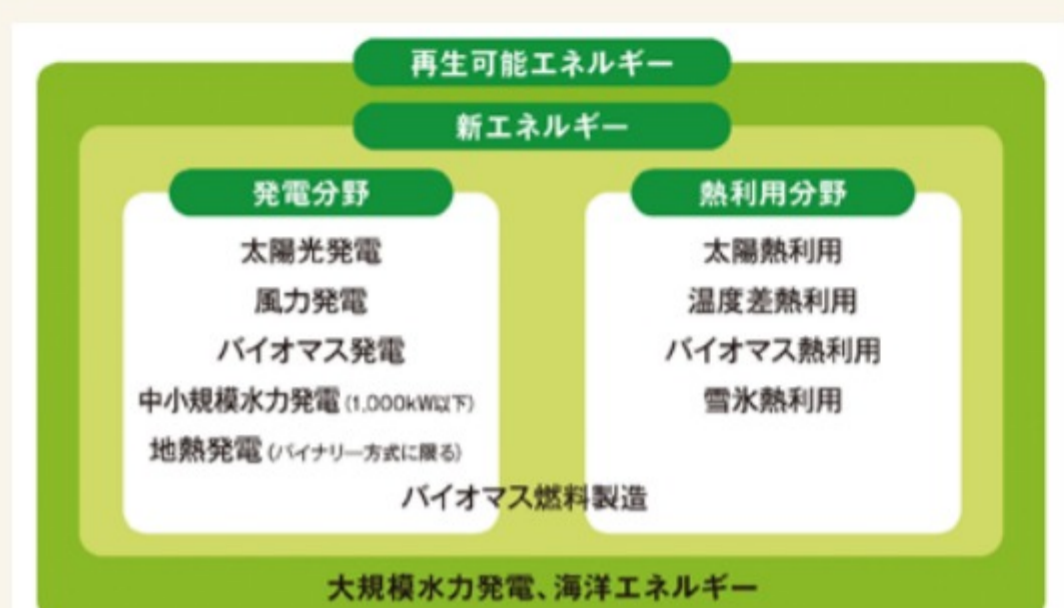 再生可能エネルギー
新エネルギー
発電分野
太陽光発電
風力発電
バイオマス発電
中小規模水力発電(1,000kW以下)
地熱発電(バイナリー方式に限る)
熱利用分野
太陽熱利用
温度差熱利用
バイオマス熱利用
雪氷熱利用
バイオマス燃料製造
大規模水力発電、海洋エネルギー